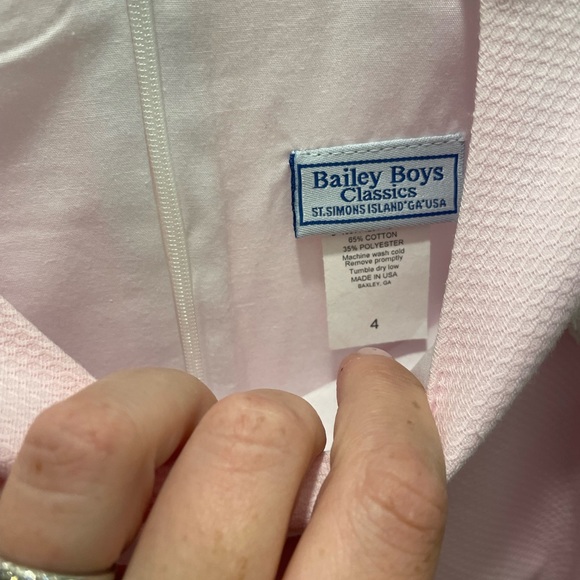 Bailey Boys
Classics
ST.SIMONS ISLAND"GA"USA
65% COTTON
35% POLYESTER
Machine wash cold
Remove promptly
Tumble dry low
MADE IN USA
BAXLEY, GA
4